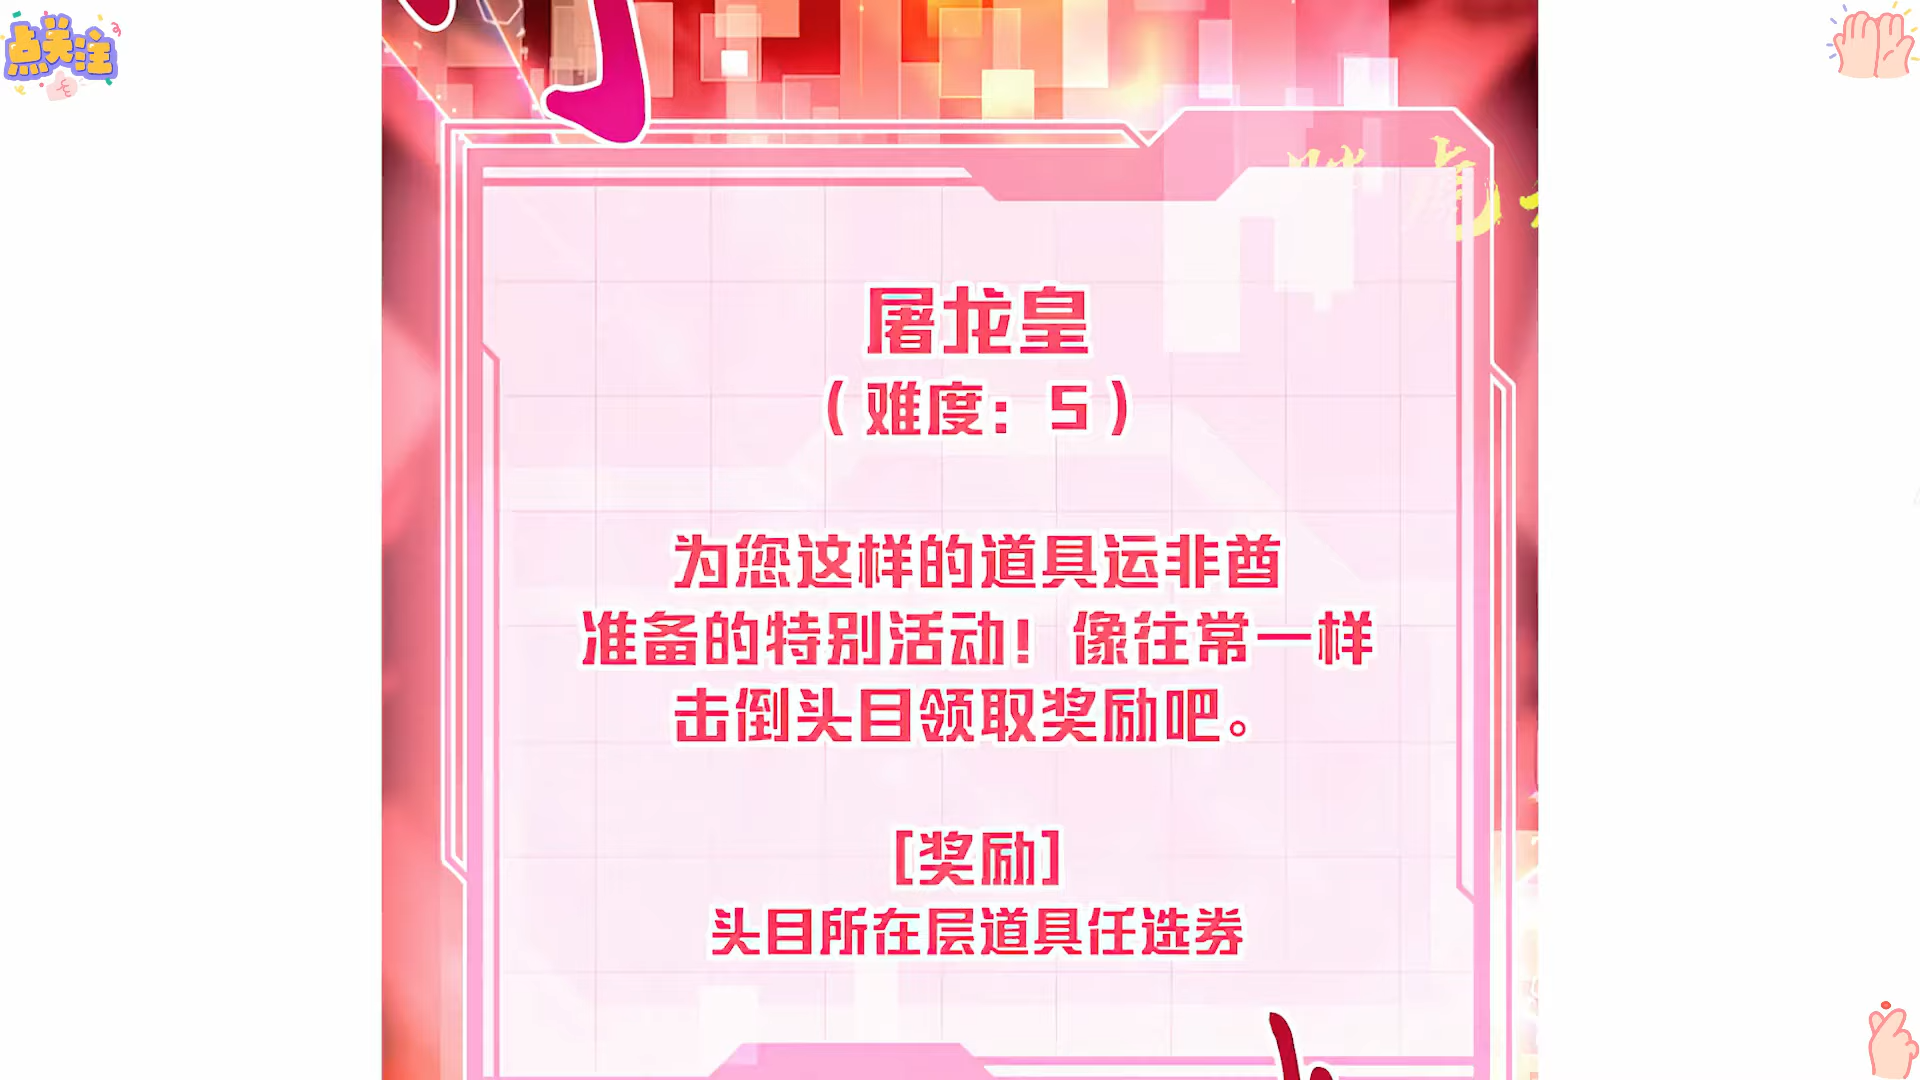 点关注
屠龙皇
（难度：S）
为您这样的道具运非酋
准备的特别活动！像往常一样
击倒头目领取奖励吧。
[奖励]
头目所在层道具任选券